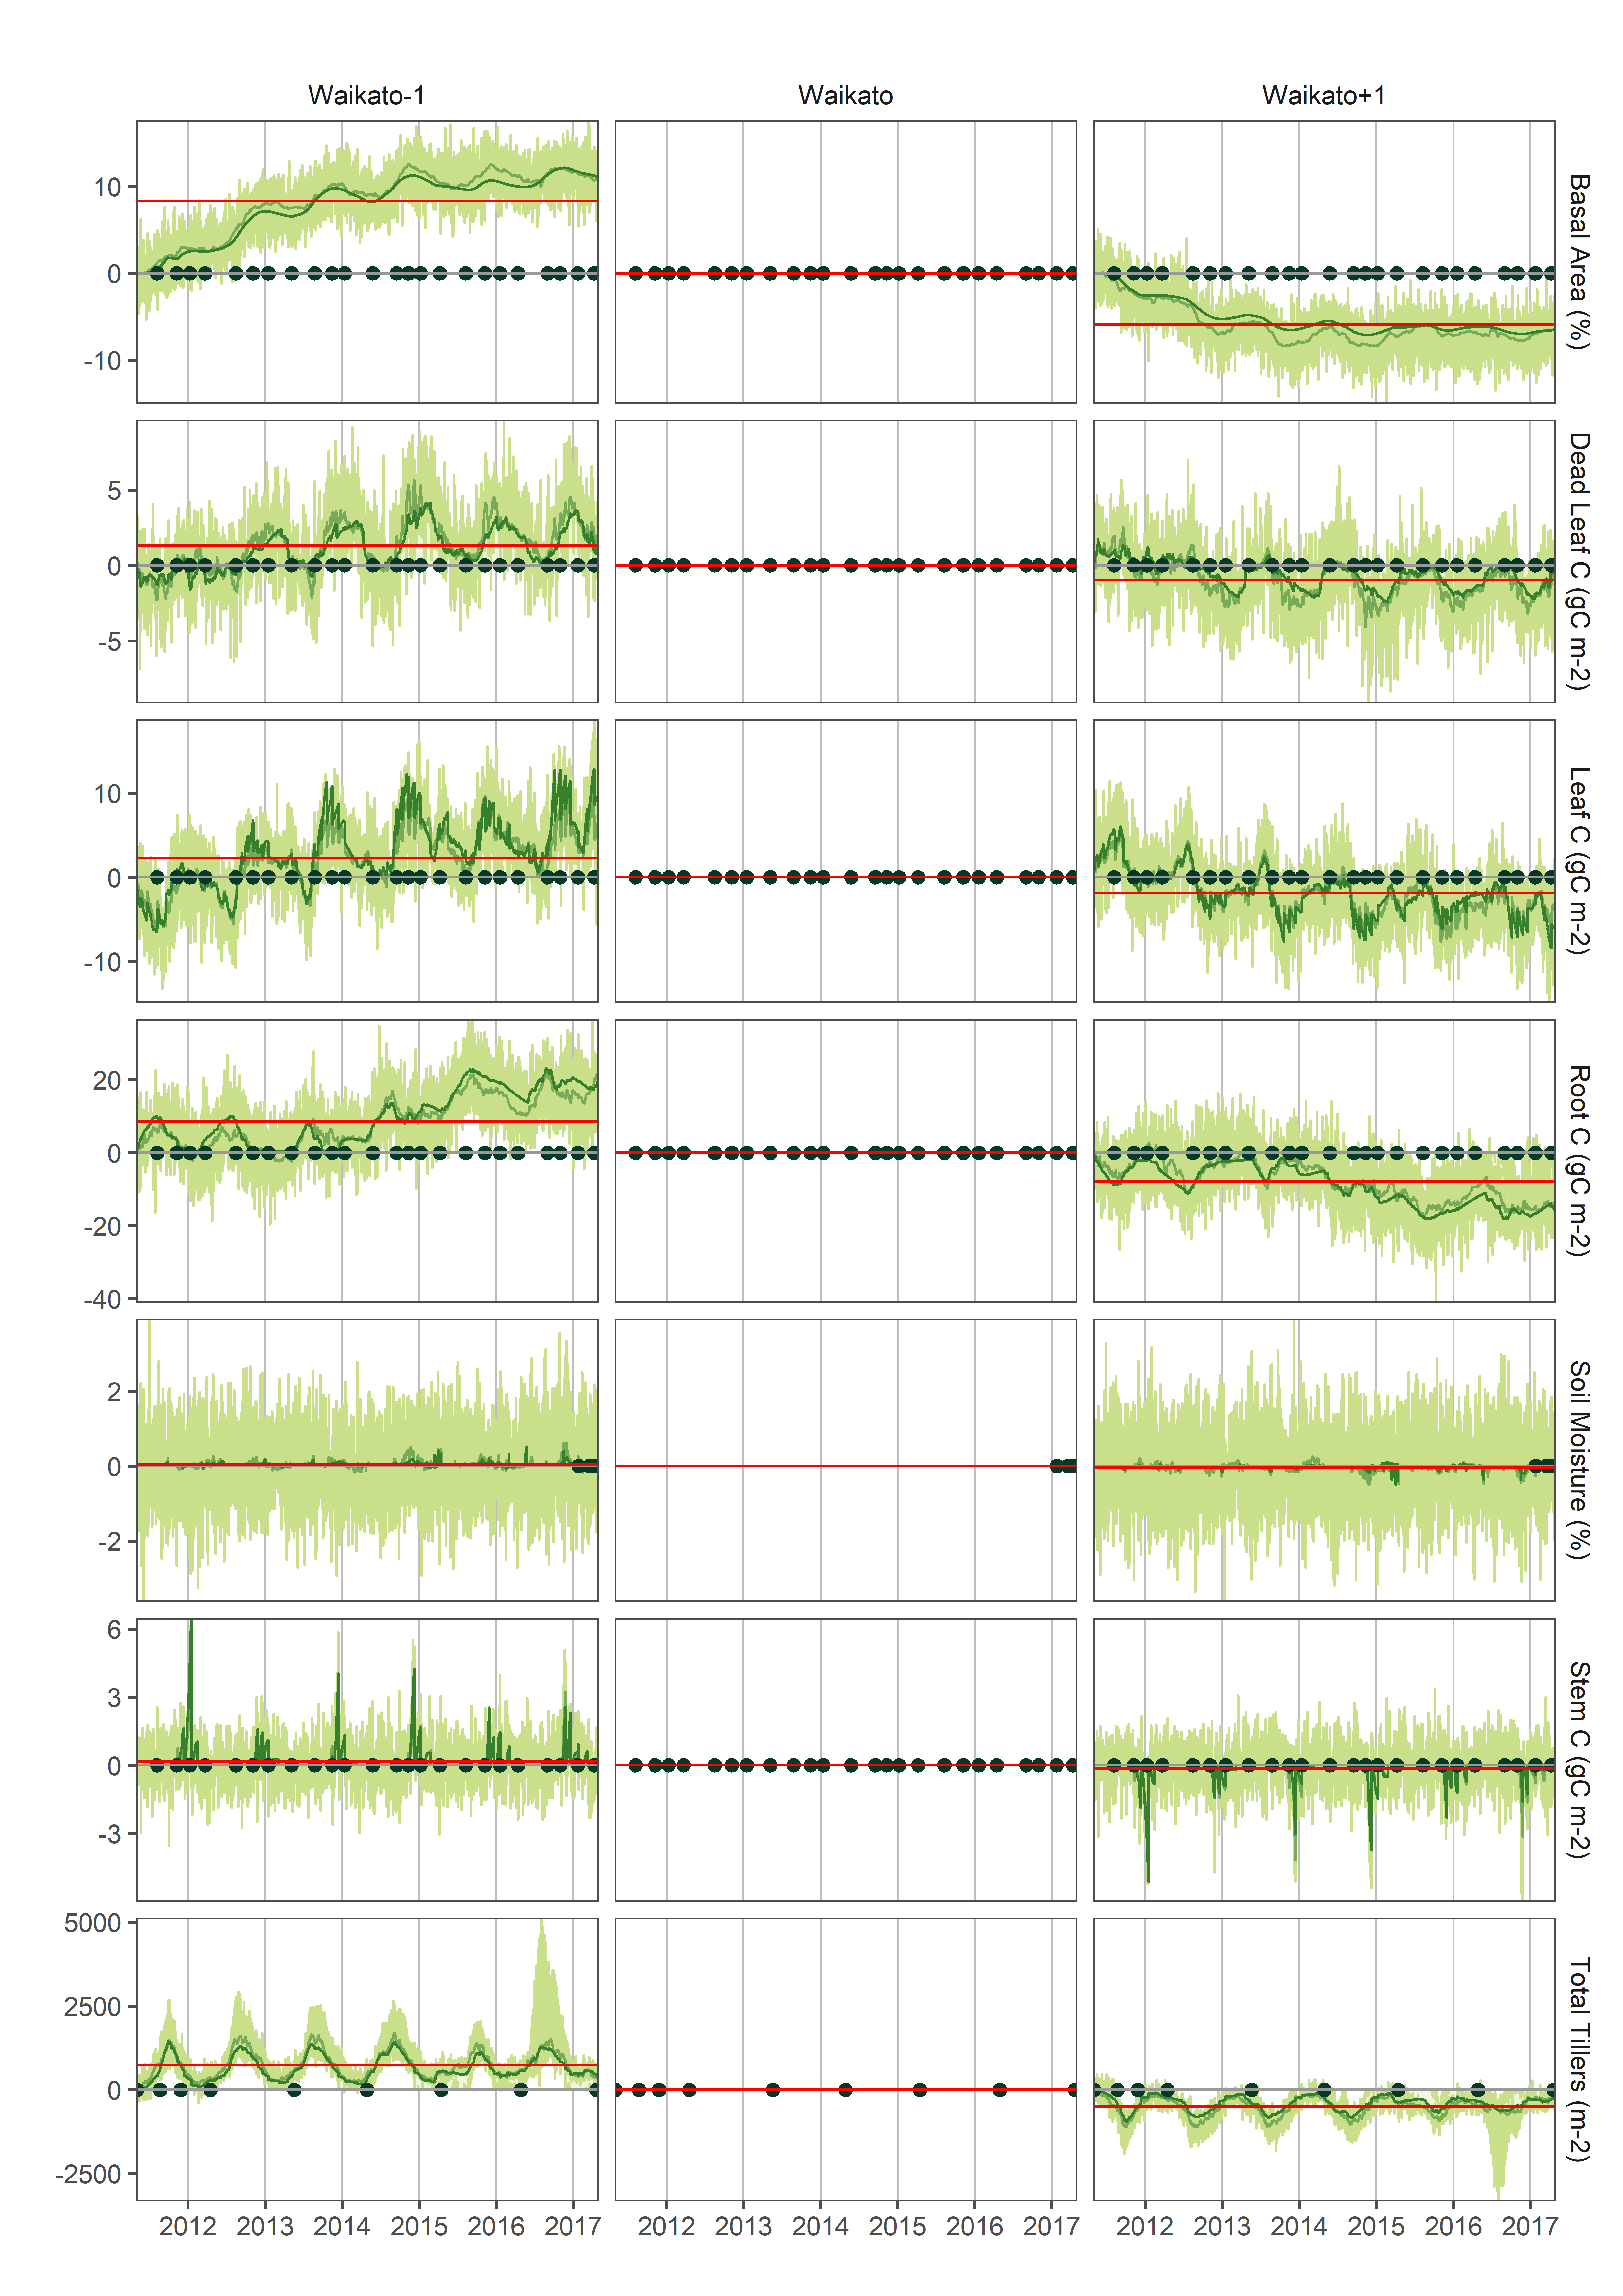 Waikato-1 Waikato Waikato+1
10
0
-10
Basal Area (%)
5
0
-5
Dead Leaf C (gC m-2)
10
0
-10
Leaf C (gC m-2)
20
0
-20
-40
Root C (gC m-2)
2
0
-2
Soil Moisture (%)
6
3
0
-3
Stem C (gC m-2)
5000
2500
0
-2500
Total Tillers (m-2)
2012 2013 2014 2015 2016 2017 2012 2013 2014 2015 2016 2017 2012 2013 2014 2015 2016 2017